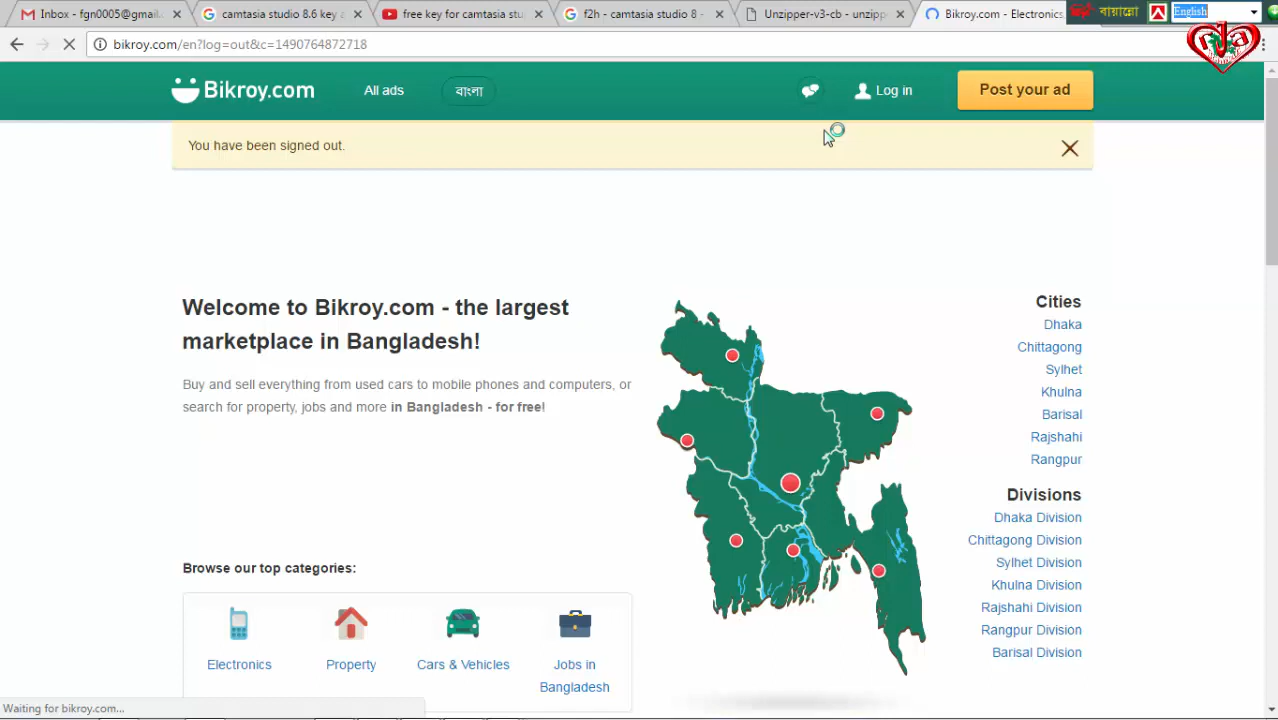 Inbox - fgn0005@gmail.
camtasia studio 8.6 key
free key for camta
f2h - camtasia studio 8 -
Unzipper-v3-cb - unzipp
Bikroy.com - Electronics
বায়ান্নো
English
bikroy.com/en?log=out&c=1490764872718
Bikroy.com
All ads
বাংলা
Log in
Post your ad
You have been signed out.
Welcome to Bikroy.com - the largest
marketplace in Bangladesh!
Buy and sell everything from used cars to mobile phones and computers, or
search for property, jobs and more in Bangladesh - for free!
Cities
Dhaka
Chittagong
Sylhet
Khulna
Barisal
Rajshahi
Rangpur
Divisions
Dhaka Division
Chittagong Division
Sylhet Division
Khulna Division
Rajshahi Division
Rangpur Division
Barisal Division
Browse our top categories:
Electronics
Property
Cars & Vehicles
Jobs in
Bangladesh
Waiting for bikroy.com...